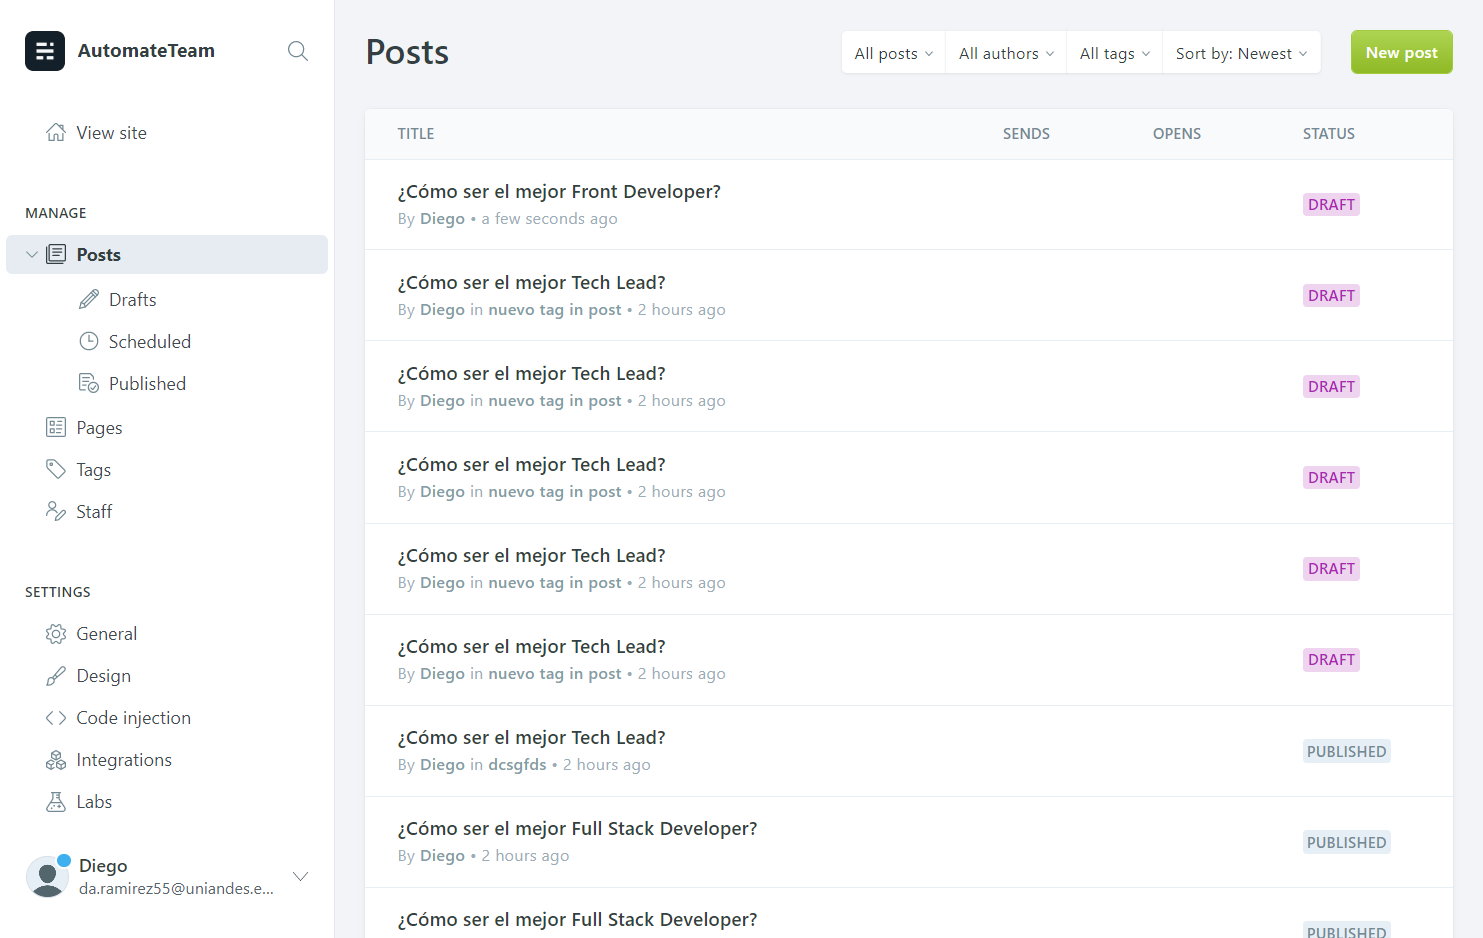 AutomateTeam
View site
MANAGE
Posts
Drafts
Scheduled
Published
Pages
Tags
Staff
SETTINGS
General
Design
Code injection
Integrations
Labs
Diego
da.ramirez55@uniandes.e...
Posts
All posts All authors All tags Sort by: Newest New post
TITLE SENDS OPENS STATUS
¿Cómo ser el mejor Front Developer?
By Diego • a few seconds ago
DRAFT
¿Cómo ser el mejor Tech Lead?
By Diego in nuevo tag in post • 2 hours ago
DRAFT
¿Cómo ser el mejor Tech Lead?
By Diego in nuevo tag in post • 2 hours ago
DRAFT
¿Cómo ser el mejor Tech Lead?
By Diego in nuevo tag in post • 2 hours ago
DRAFT
¿Cómo ser el mejor Tech Lead?
By Diego in nuevo tag in post • 2 hours ago
DRAFT
¿Cómo ser el mejor Tech Lead?
By Diego in nuevo tag in post • 2 hours ago
DRAFT
¿Cómo ser el mejor Tech Lead?
By Diego in dcsgfds • 2 hours ago
PUBLISHED
¿Cómo ser el mejor Full Stack Developer?
By Diego • 2 hours ago
PUBLISHED
¿Cómo ser el mejor Full Stack Developer?
PUBLISHED